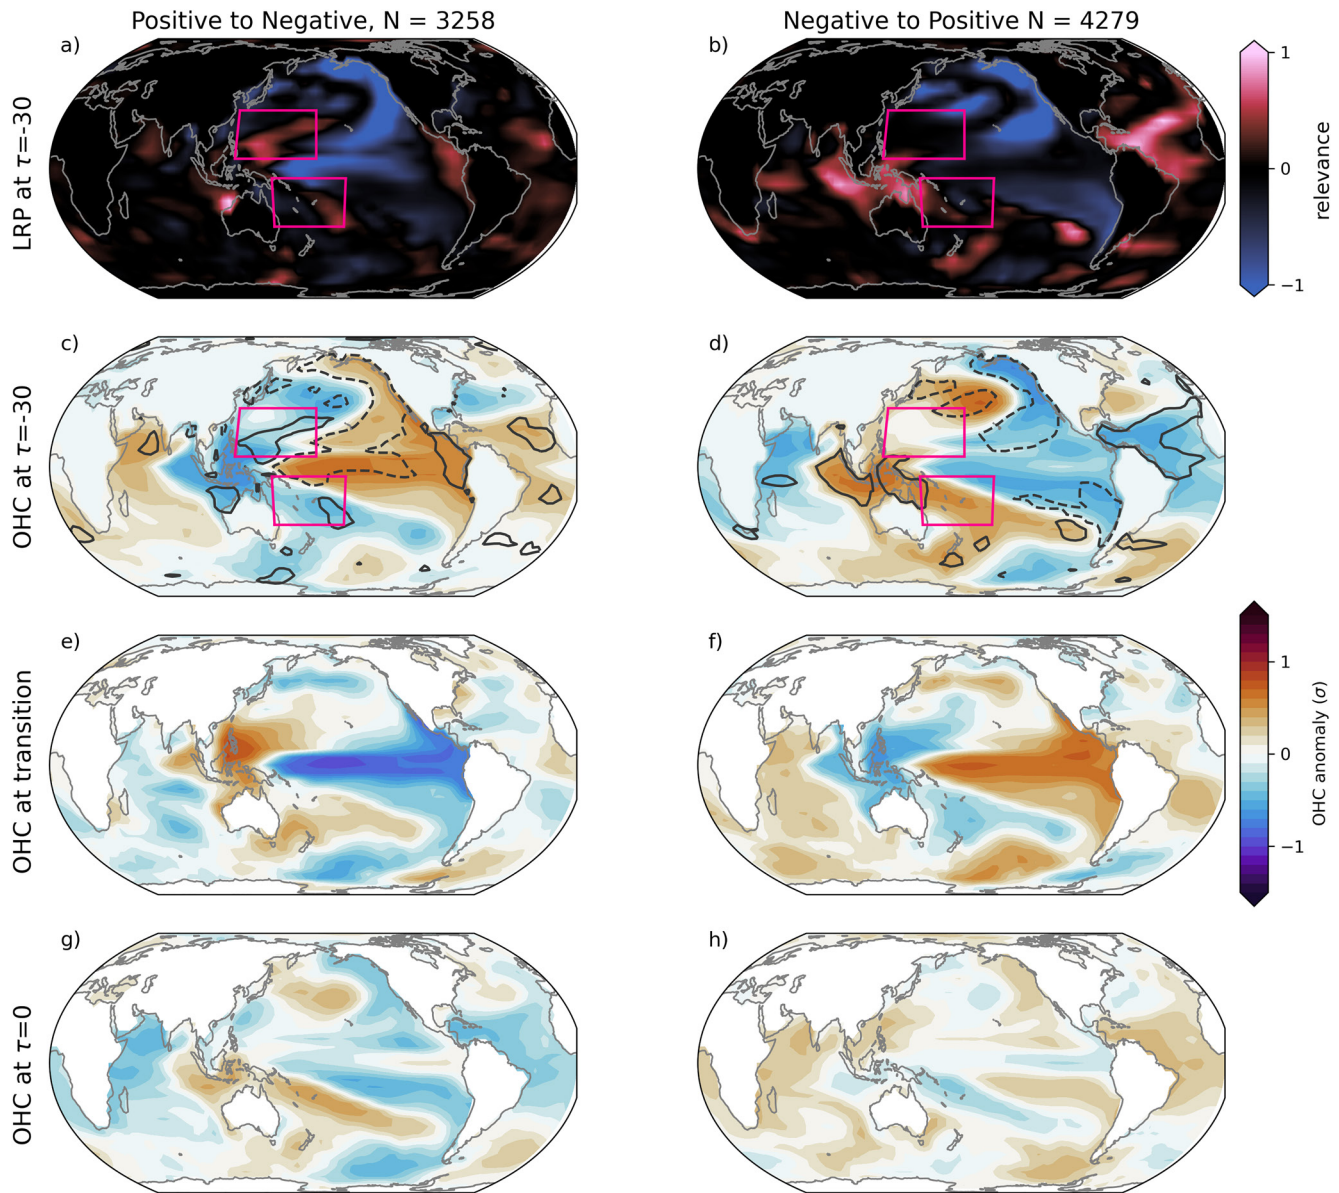 Positive to Negative, N = 3258
Negative to Positive N = 4279
a)
b)
LRP at τ=-30
1
0
−1
relevance
c)
d)
OHC at τ=-30
e)
f)
OHC at transition
1
0
−1
OHC anomaly (σ)
g)
h)
OHC at τ=0